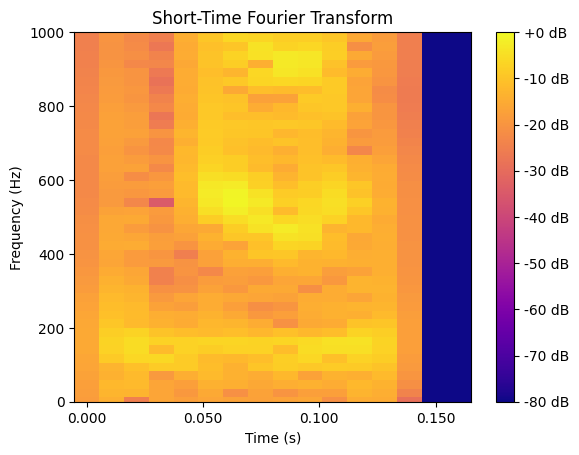 Short-Time Fourier Transform
1000
800
600
400
200
0
Frequency (Hz)
0.000
0.050
0.100
0.150
Time (s)
+0 dB
-10 dB
-20 dB
-30 dB
-40 dB
-50 dB
-60 dB
-70 dB
-80 dB